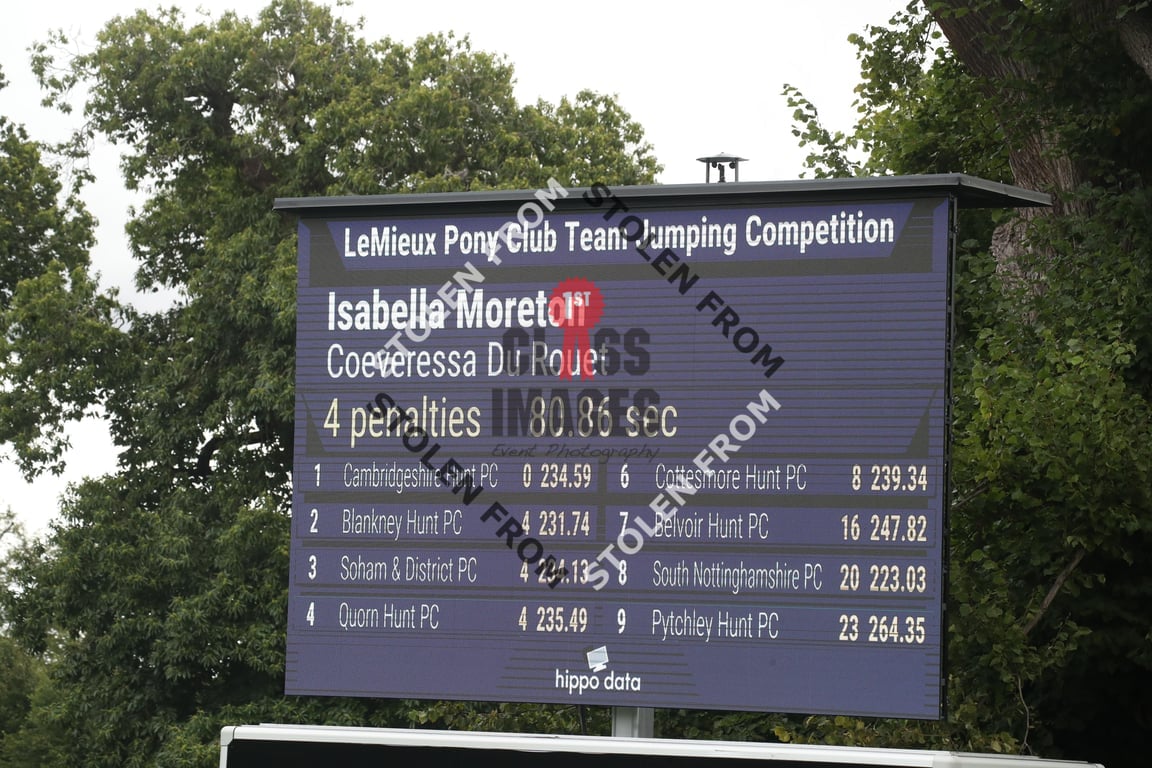 LeMieux Pony Club Team Jumping Competition
Isabella Moreton
Coeveressa Du Rouet
4 penalties 80.86 sec
1 Cambridgeshire Hunt PC 0 234.59
6 Cottesmore Hunt PC 8 239.34
2 Blankney Hunt PC 4 231.74
7 Belvoir Hunt PC 16 247.82
3 Soham & District PC 4
8 South Nottinghamshire PC 20 223.03
4 Quorn Hunt PC 4 235.49
9 Pytchley Hunt PC 23 264.35
hippo data
1ST
CLASS
IMAGES
Event Photography
STOLEN FROM
STOLEN FROM
STOLEN FROM
STOLEN FROM